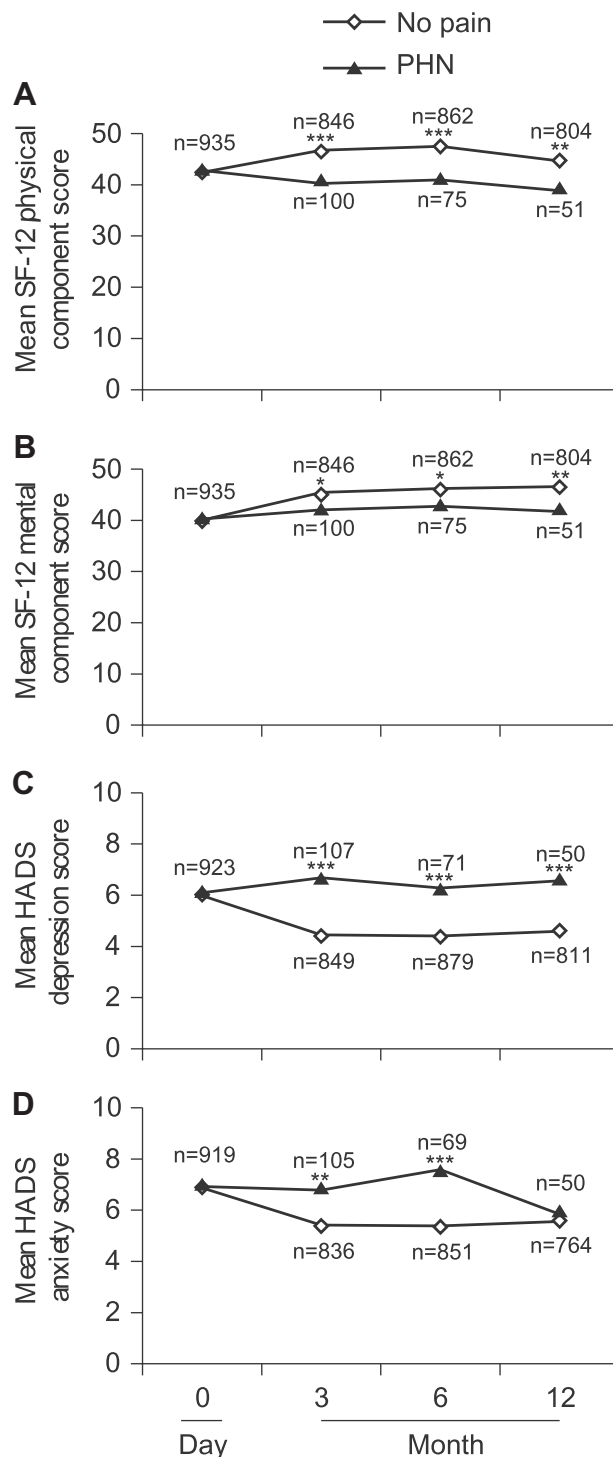 No pain
PHN
A
Mean SF-12 physical
component score
50
40
30
20
10
0
n=935
n=846
***
n=862
***
n=804
**
n=100
n=75
n=51
B
Mean SF-12 mental
component score
50
40
30
20
10
0
n=935
n=846
*
n=862
*
n=804
**
n=100
n=75
n=51
C
Mean HADS
depression score
10
8
6
4
2
0
n=923
n=107
***
n=71
***
n=50
***
n=849
n=879
n=811
D
Mean HADS
anxiety score
10
8
6
4
2
0
n=919
n=105
**
n=69
***
n=50
n=836
n=851
n=764
0 3 6 12
Day Month